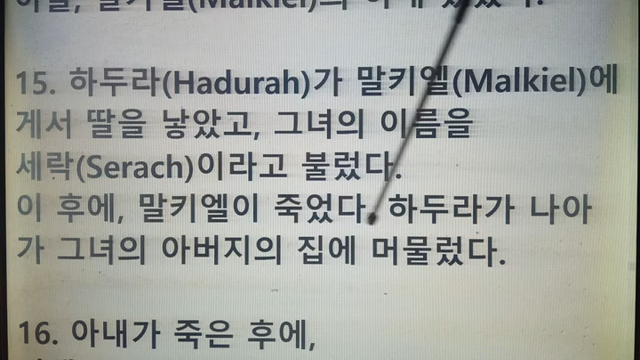 15. 하두라(Hadurah)가 말키엘(Malkiel)에
게서 딸을 낳았고, 그녀의 이름을
세락(Serach)이라고 불렀다.
이 후에, 말키엘이 죽었다. 하두라가 나아
가 그녀의 아버지의 집에 머물렀다.
16. 아내가 죽은 후에,